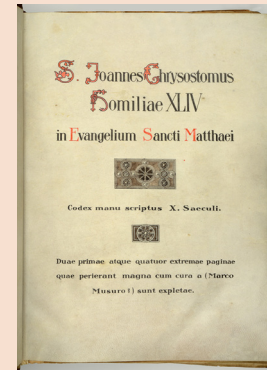 S. Joannes Chrysostomus
Homiliae XLIV
in Evangelium Sancti Matthaei
Codex manu scriptus X. Saeculi.
Duae primae atque quatuor extremae paginae
quae perierant magna cum cura a (Marco
Musuro?) sunt expletae.